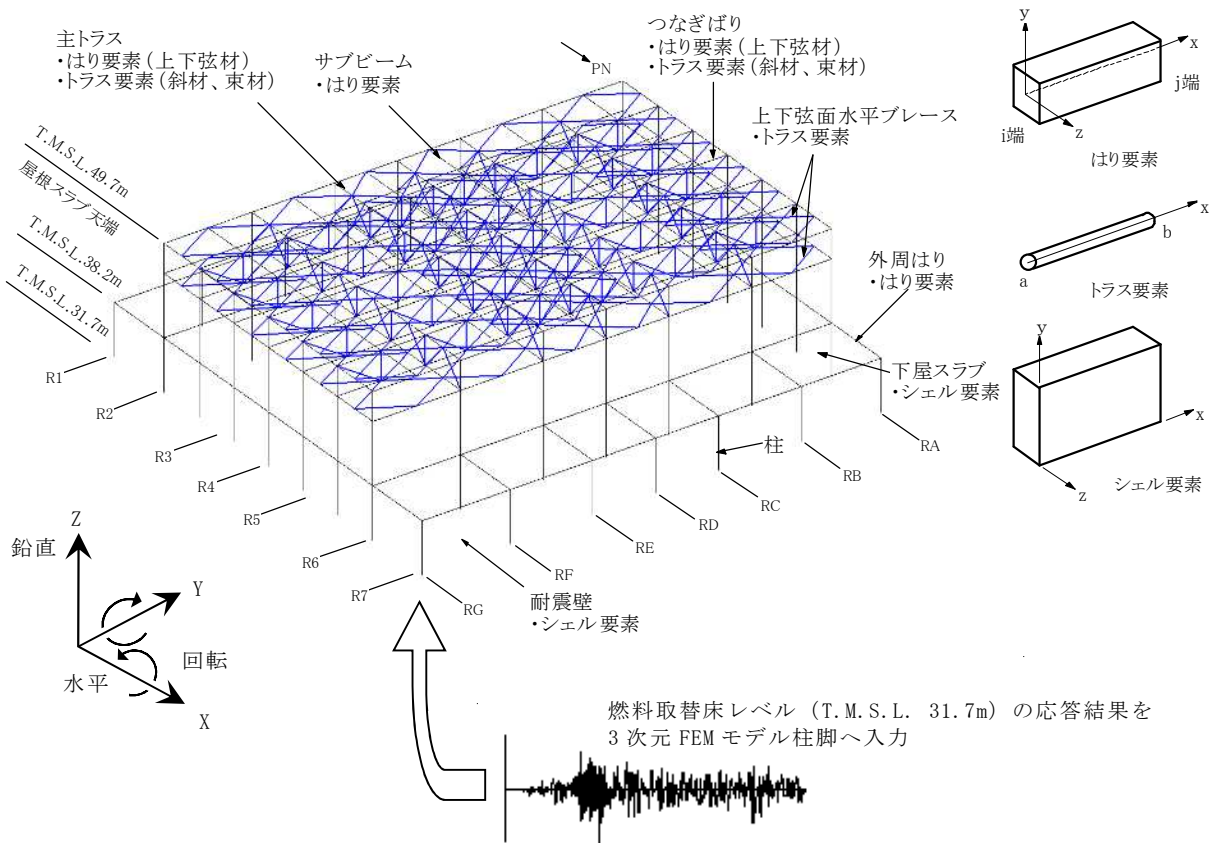 主トラス
・はり要素(上下弦材)
・トラス要素(斜材、束材)
サブビーム
・はり要素
PN
つなぎばり
・はり要素(上下弦材)
・トラス要素(斜材、束材)
上下弦面水平ブレース
・トラス要素
T.M.S.L.49.7m
屋根スラブ天端
T.M.S.L.38.2m
T.M.S.L.31.7m
外周はり
・はり要素
下屋スラブ
・シェル要素
柱
R1
R2
R3
R4
R5
R6
R7
RG
RF
RE
RD
RC
RB
RA
耐震壁
・シェル要素
Z
鉛直
Y
回転
水平
X
燃料取替床レベル (T.M.S.L. 31.7m) の応答結果を
3 次元 FEM モデル柱脚へ入力
y
x
j端
z
i端
はり要素
x
b
a
トラス要素
y
x
z
シェル要素